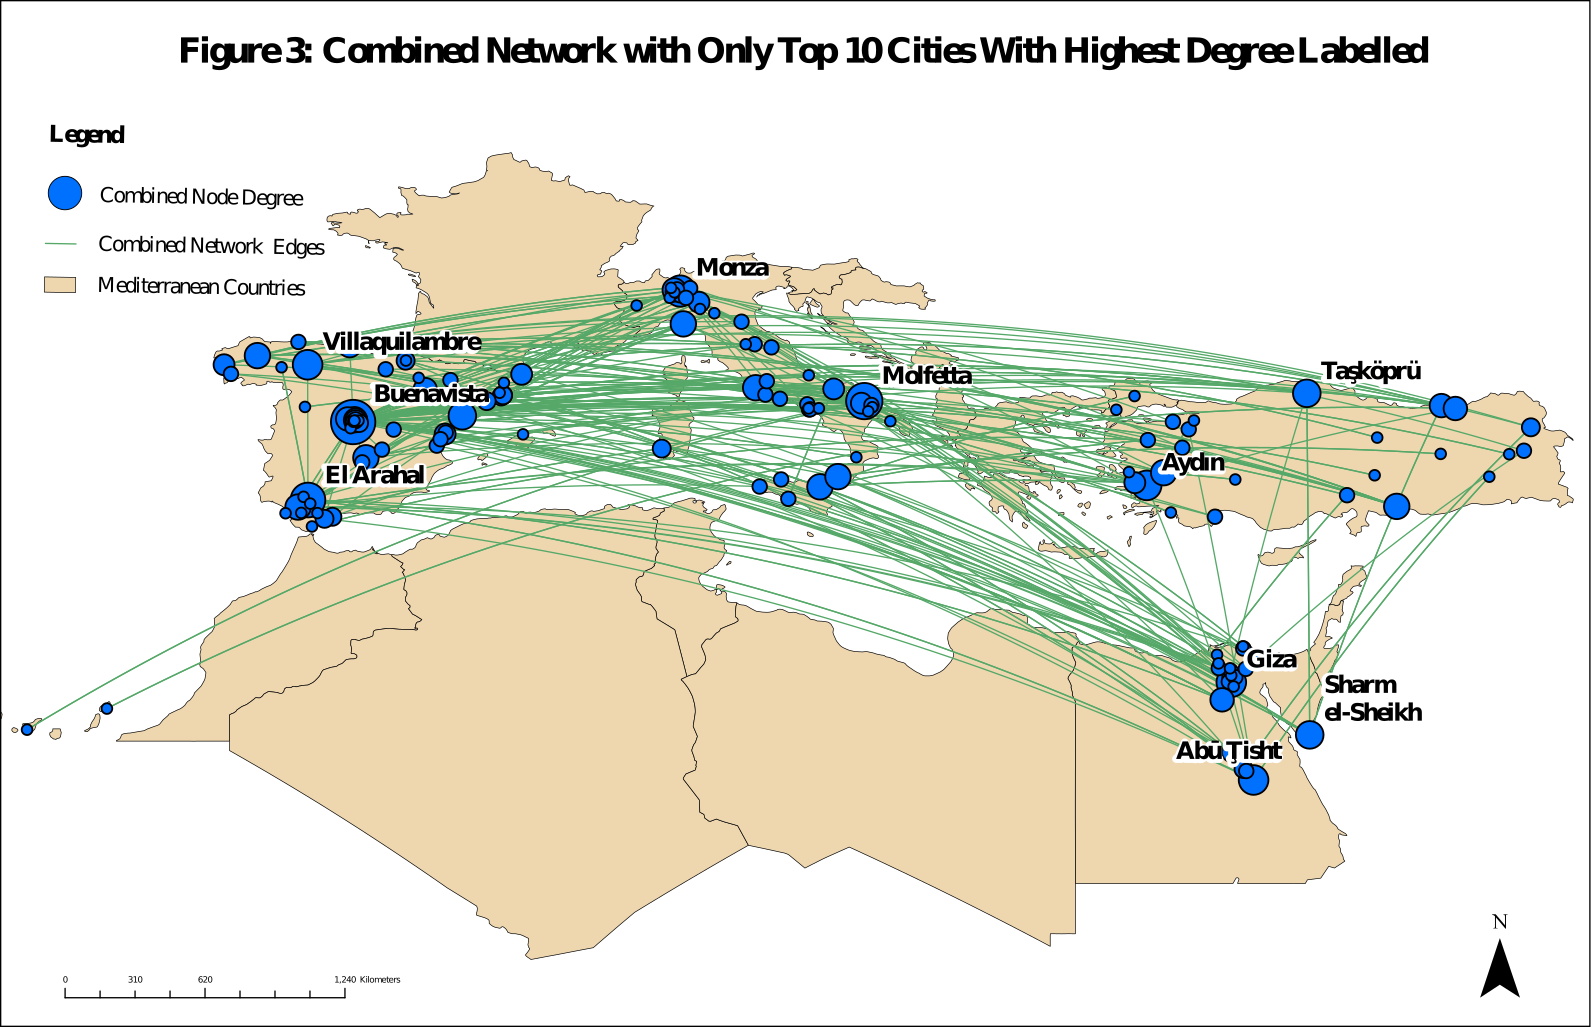 Figure 3: Combined Network with Only Top 10 Cities With Highest Degree Labelled
Legend
Combined Node Degree
Combined Network Edges
Mediterranean Countries
Monza
Villaquilambre
Taşköprü
Molfetta
Buenavista
Aydın
El Arahal
Giza
Sharm
el-Sheikh
Abū Ţisht
N
0 310 620 1,240 Kilometers